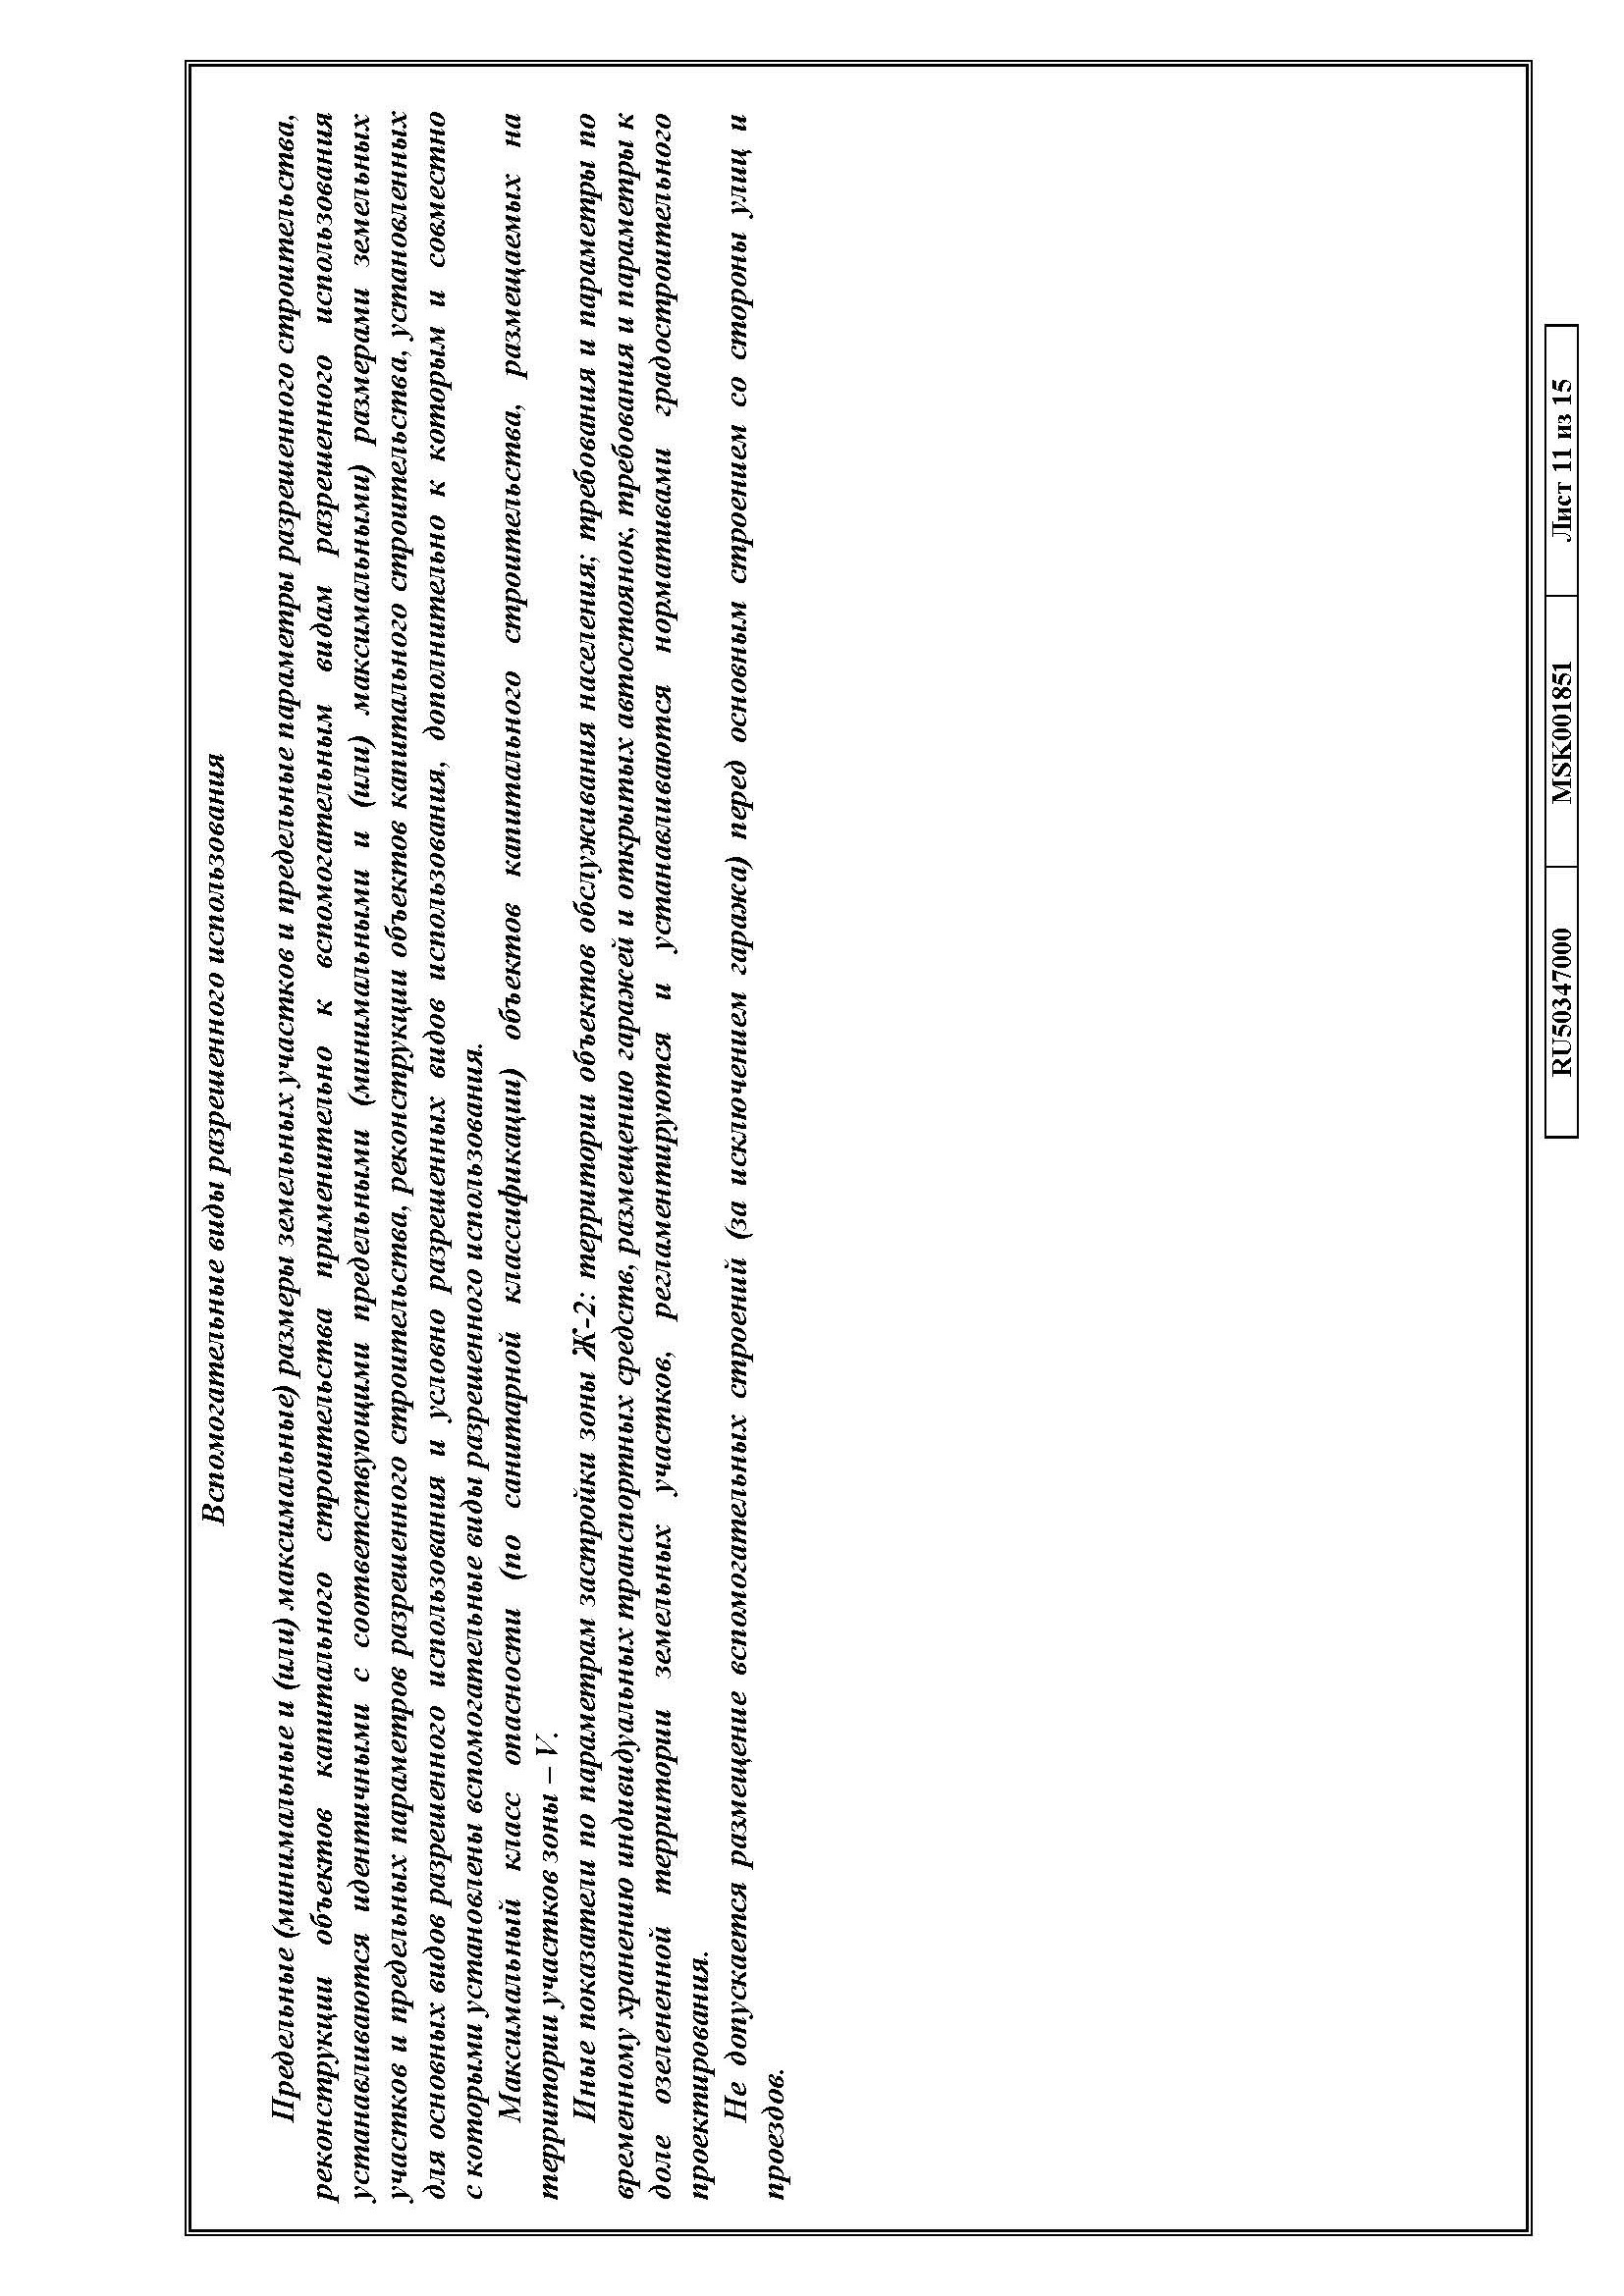 Вспомогательные виды разрешенного использования
Предельные (минимальные и (или) максимальные) размеры земельных участков и предельные параметры разрешенного строительства,
реконструкции объектов капитального строительства применительно к вспомогательным видам разрешенного использования
устанавливаются идентичными с соответствующими предельными (минимальными и (или) максимальными) размерами земельных
участков и предельных параметров разрешенного строительства, реконструкции объектов капитального строительства, установленных
для основных видов разрешенного использования и условно разрешенных видов использования, дополнительно к которым и совместно
с которыми установлены вспомогательные виды разрешенного использования.
Максимальный класс опасности (по санитарной классификации) объектов капитального строительства, размещаемых на
территории участков зоны – V.
Иные показатели по параметрам застройки зоны Ж-2: территории объектов обслуживания населения; требования и параметры по
временному хранению индивидуальных транспортных средств, размещению гаражей и открытых автостоянок, требования и параметры к
доле озелененной территории земельных участков, регламентируются и устанавливаются нормативами градостроительного
проектирования.
Не допускается размещение вспомогательных строений (за исключением гаража) перед основным строением со стороны улиц и
проездов.
RU50347000 MSK001851 Лист 11 из 15